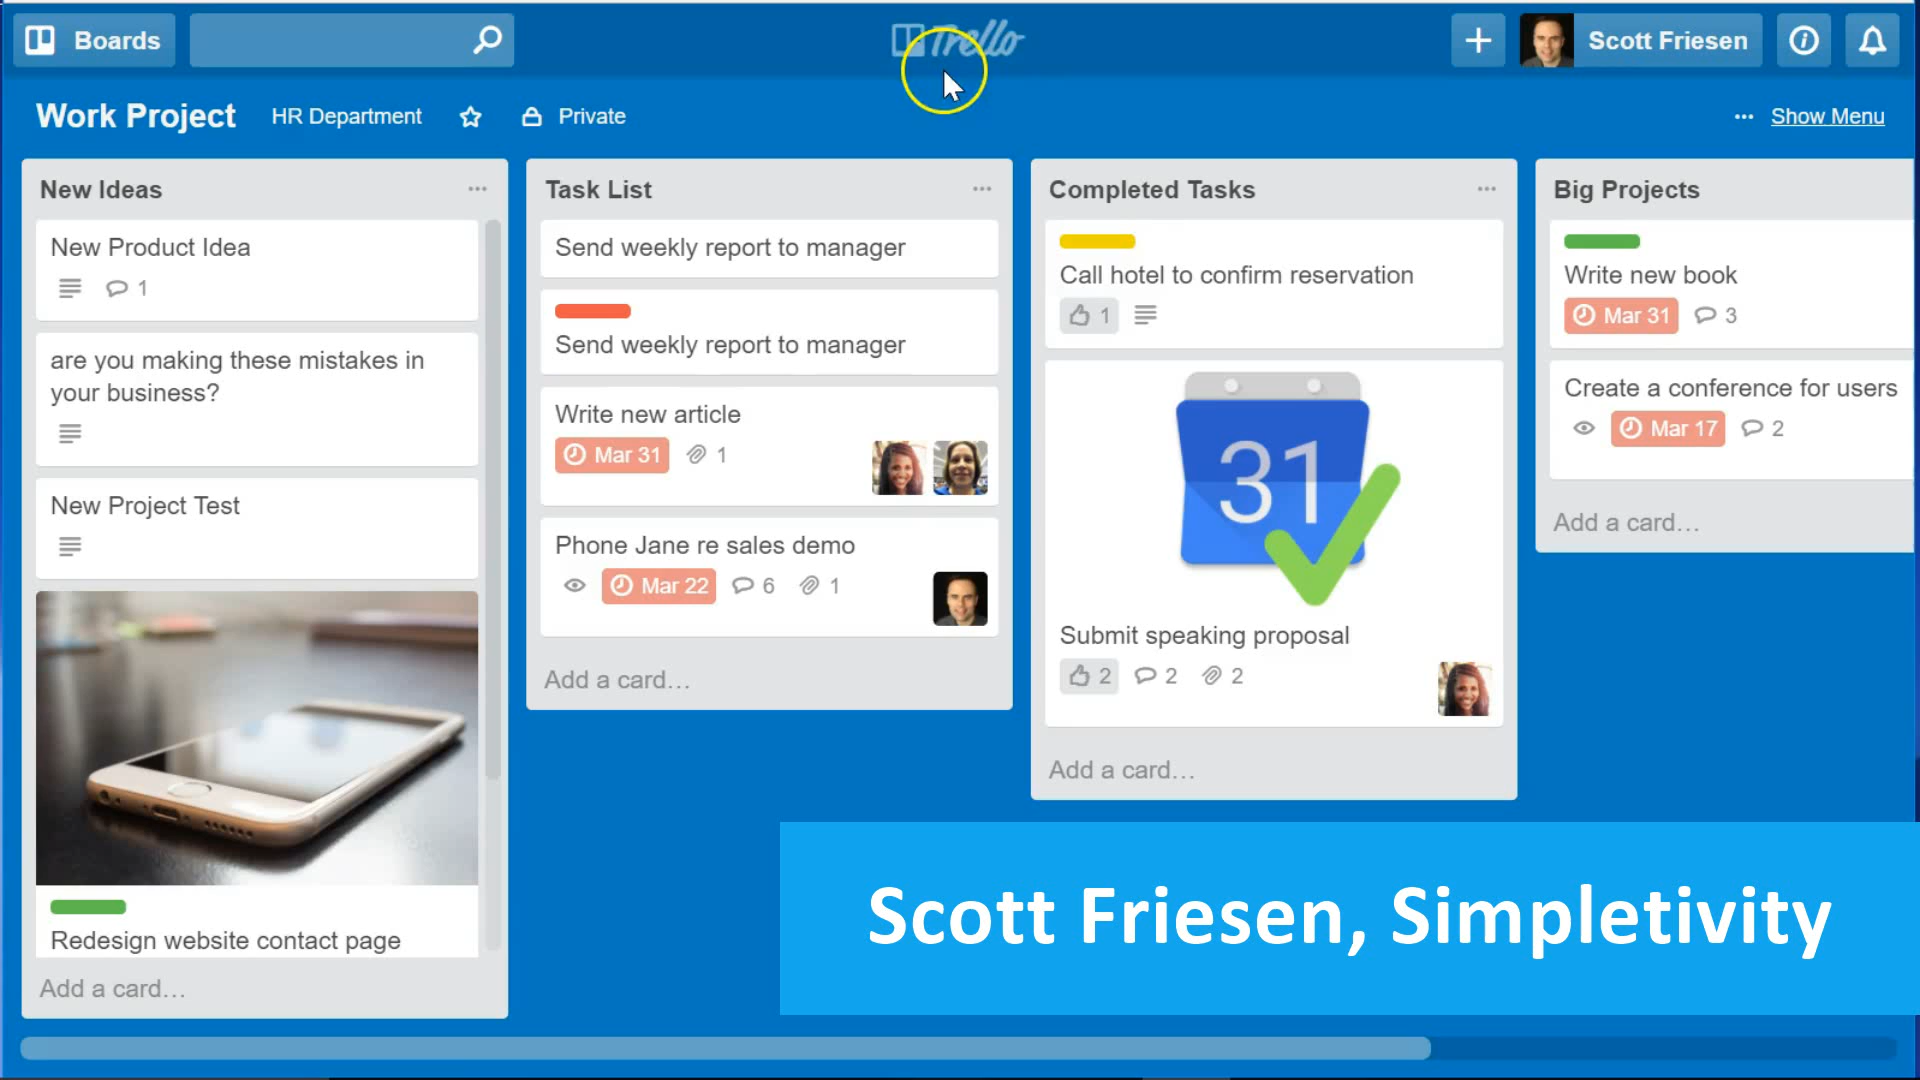 Boards
Trello
Scott Friesen
Work Project
HR Department
Private
... Show Menu
New Ideas ...
New Product Idea
1
are you making these mistakes in
your business?
New Project Test
Redesign website contact page
Add a card…
Task List ...
Send weekly report to manager
Send weekly report to manager
Write new article
Mar 31 1
Phone Jane re sales demo
Mar 22 6 1
Add a card…
Completed Tasks ...
Call hotel to confirm reservation
1
31
Submit speaking proposal
2 2 2
Add a card…
Big Projects
Write new book
Mar 31 3
Create a conference for users
Mar 17 2
Add a card…
Scott Friesen, Simpletivity